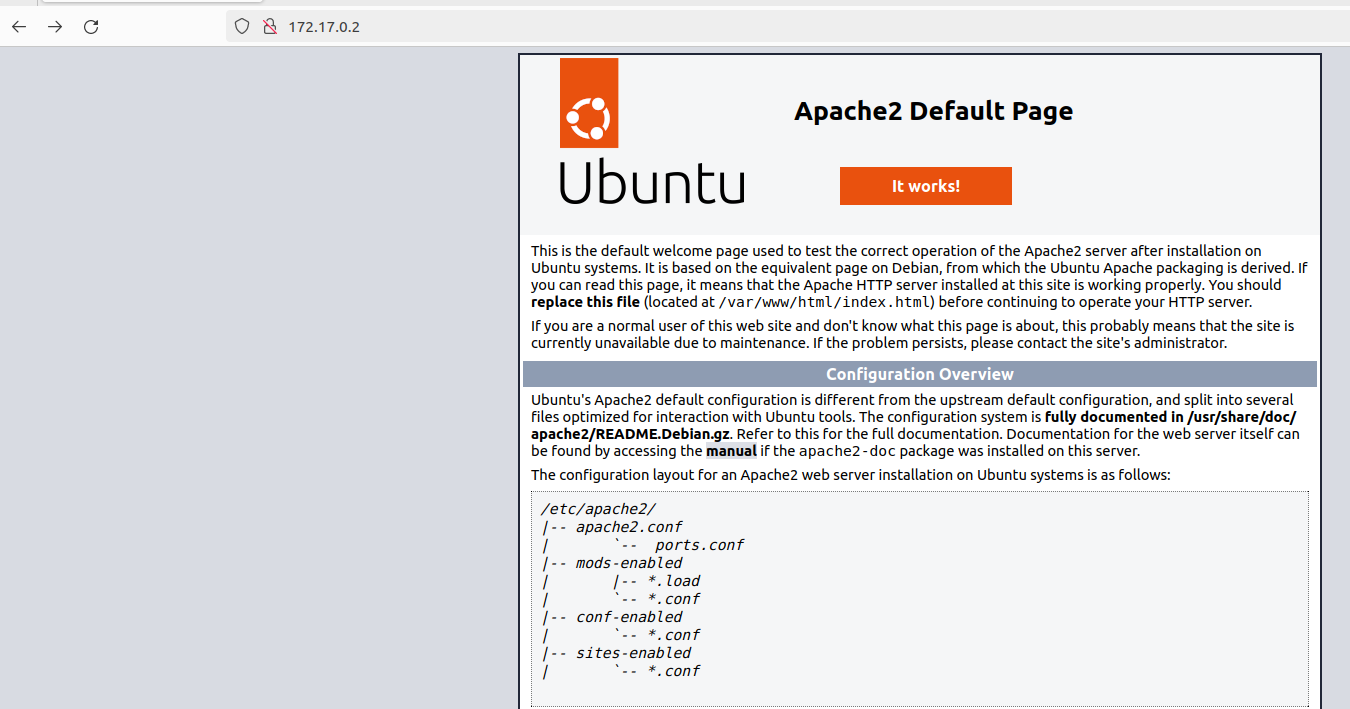 172.17.0.2
Apache2 Default Page
Ubuntu
It works!
This is the default welcome page used to test the correct operation of the Apache2 server after installation on
Ubuntu systems. It is based on the equivalent page on Debian, from which the Ubuntu Apache packaging is derived. If
you can read this page, it means that the Apache HTTP server installed at this site is working properly. You should
replace this file (located at /var/www/html/index.html) before continuing to operate your HTTP server.
If you are a normal user of this web site and don't know what this page is about, this probably means that the site is
currently unavailable due to maintenance. If the problem persists, please contact the site's administrator.
Configuration Overview
Ubuntu's Apache2 default configuration is different from the upstream default configuration, and split into several
files optimized for interaction with Ubuntu tools. The configuration system is fully documented in /usr/share/doc/
apache2/README.Debian.gz. Refer to this for the full documentation. Documentation for the web server itself can
be found by accessing the manual if the apache2-doc package was installed on this server.
The configuration layout for an Apache2 web server installation on Ubuntu systems is as follows:
/etc/apache2/
|-- apache2.conf
|       `--  ports.conf
|-- mods-enabled
|       |-- *.load
|       `-- *.conf
|-- conf-enabled
|       `-- *.conf
|-- sites-enabled
|       `-- *.conf